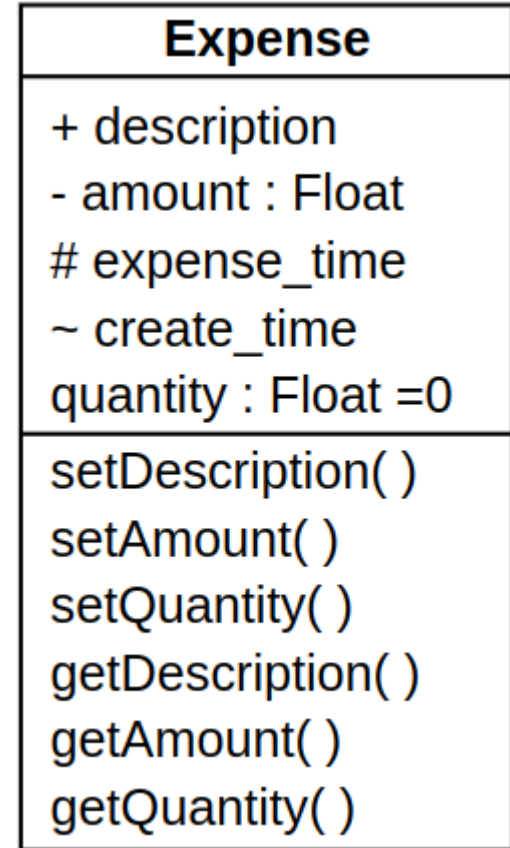 Expense
+ description
- amount : Float
# expense_time
~ create_time
quantity : Float =0
setDescription( )
setAmount( )
setQuantity( )
getDescription( )
getAmount( )
getQuantity( )